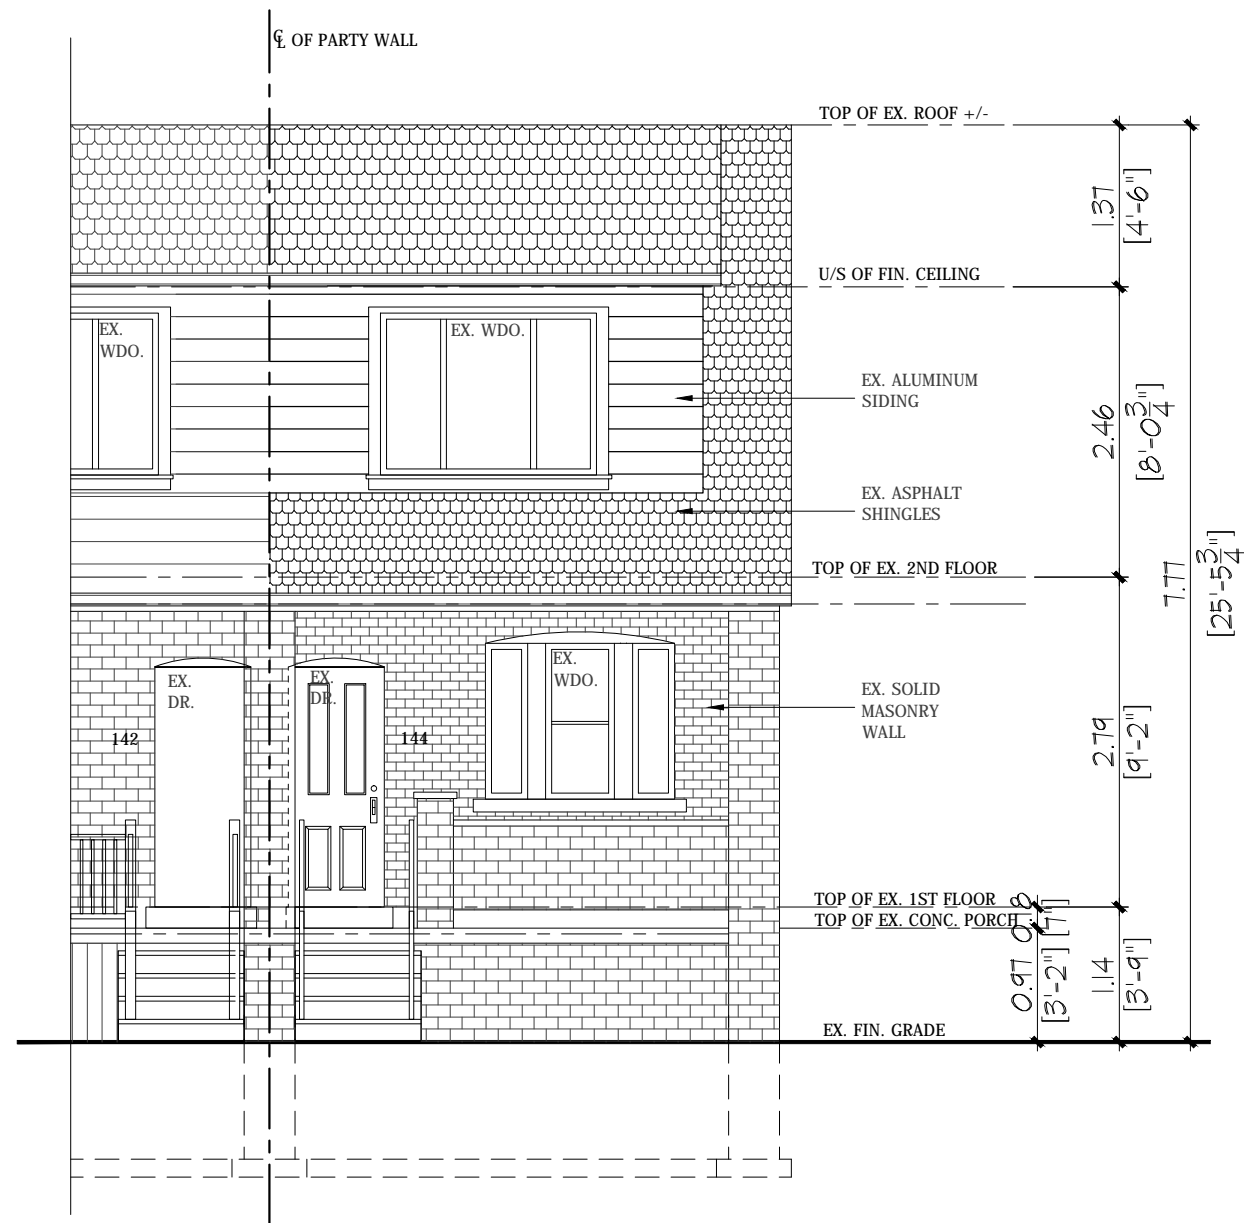 ℄ OF PARTY WALL
TOP OF EX. ROOF +/-
1.37
[4'-6"]
U/S OF FIN. CEILING
EX.
WDO.
EX. WDO.
EX. ALUMINUM
SIDING
2.46
[8'-0 3/4"]
EX. ASPHALT
SHINGLES
TOP OF EX. 2ND FLOOR
7.77
[25'-5 3/4"]
EX.
WDO.
EX.
DR.
EX.
DR.
EX. SOLID
MASONRY
WALL
142
144
2.79
[9'-2"]
TOP OF EX. 1ST FLOOR
TOP OF EX. CONC. PORCH
[7"]
0.97
[3'-2"]
1.14
[3'-9"]
EX. FIN. GRADE